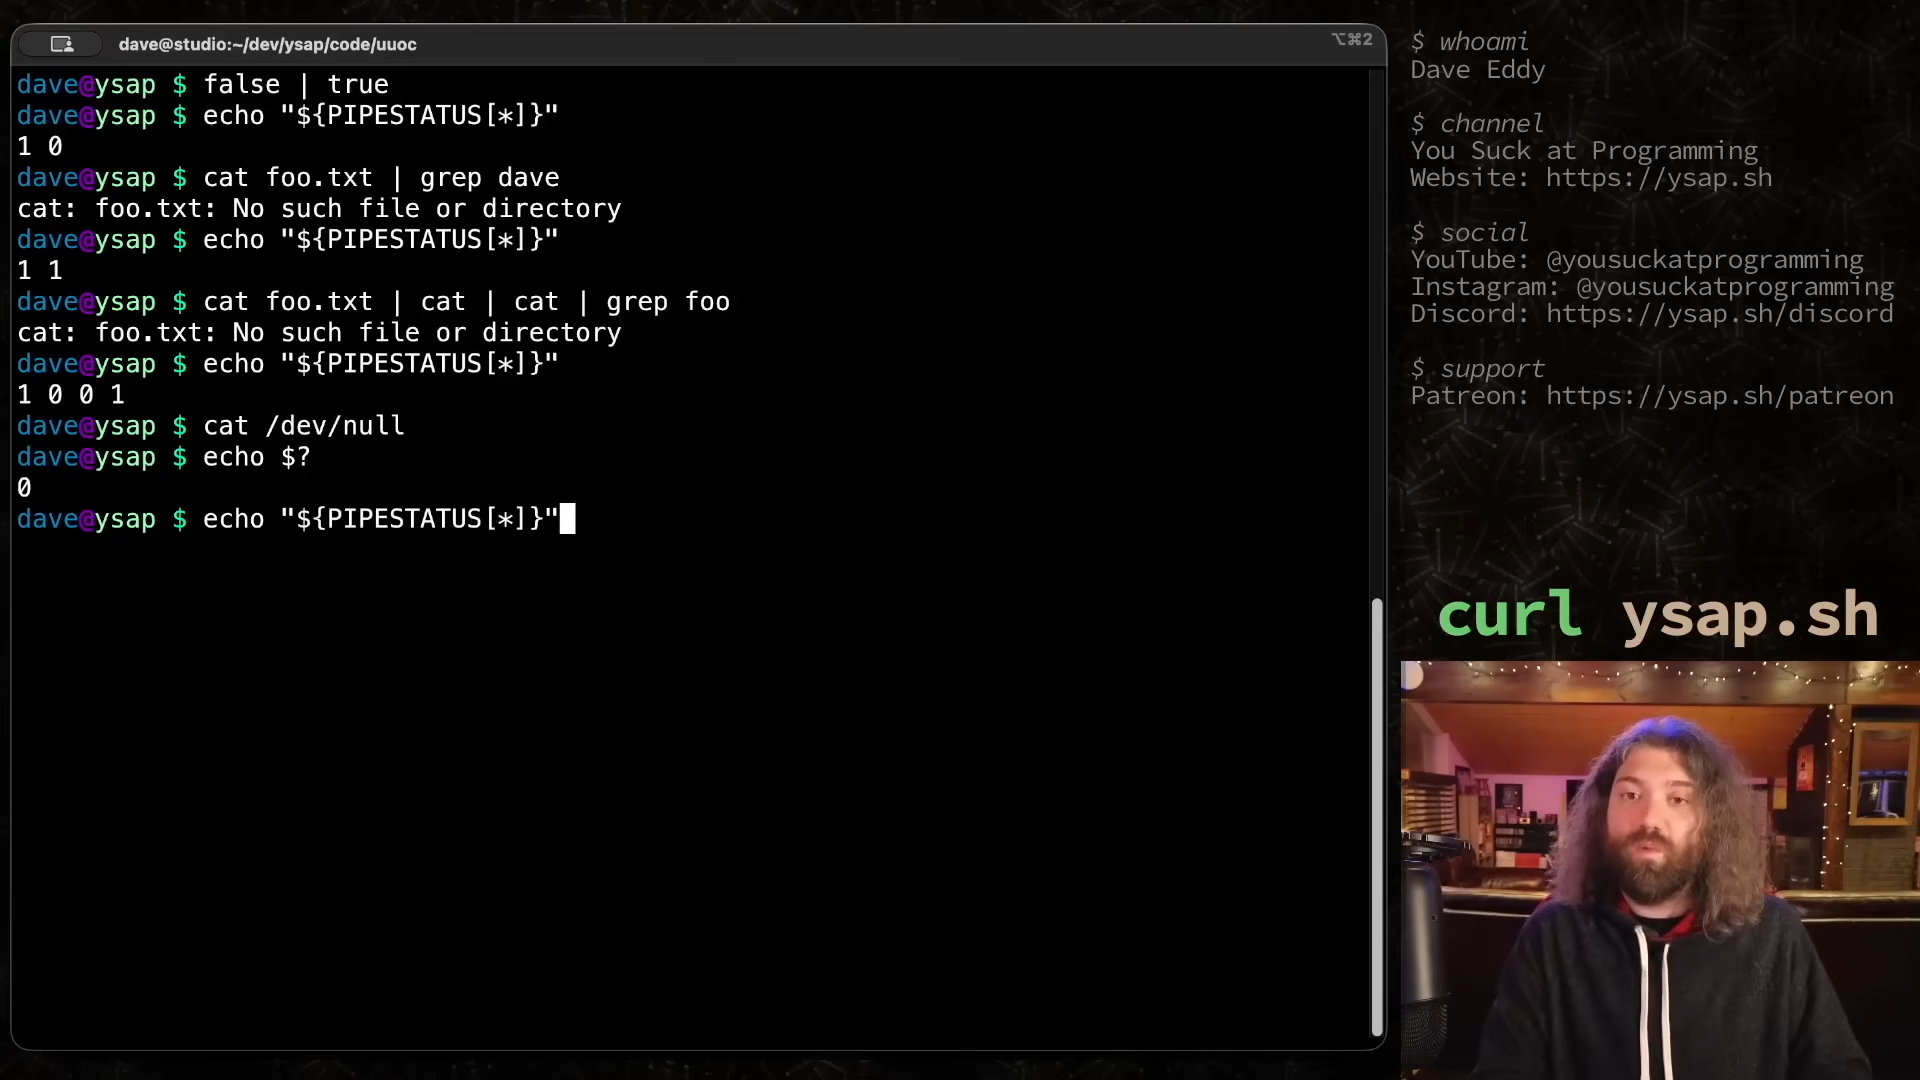 dave@studio:~/dev/ysap/code/uuoc
⌥⌘2
dave@ysap $ false | true
dave@ysap $ echo "${PIPESTATUS[*]}"
1 0
dave@ysap $ cat foo.txt | grep dave
cat: foo.txt: No such file or directory
dave@ysap $ echo "${PIPESTATUS[*]}"
1 1
dave@ysap $ cat foo.txt | cat | cat | grep foo
cat: foo.txt: No such file or directory
dave@ysap $ echo "${PIPESTATUS[*]}"
1 0 0 1
dave@ysap $ cat /dev/null
dave@ysap $ echo $?
0
dave@ysap $ echo "${PIPESTATUS[*]}"
$ whoami
Dave Eddy
$ channel
You Suck at Programming
Website: https://ysap.sh
$ social
YouTube: @yousuckatprogramming
Instagram: @yousuckatprogramming
Discord: https://ysap.sh/discord
$ support
Patreon: https://ysap.sh/patreon
curl ysap.sh